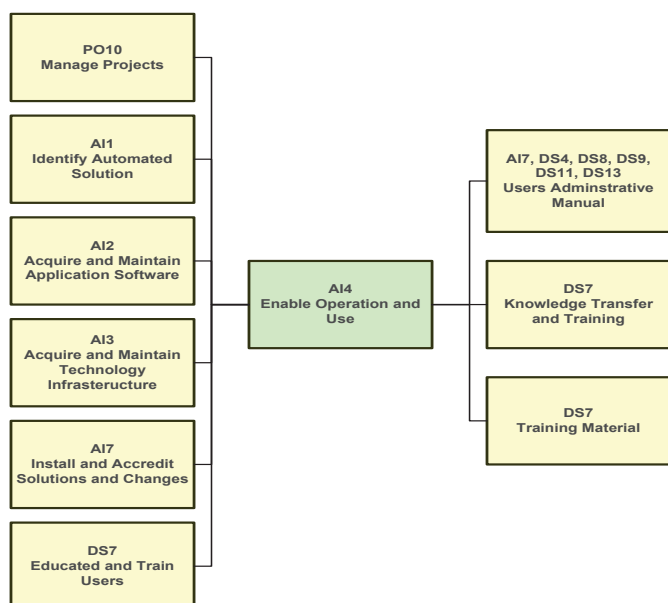 PO10
Manage Projects
AI1
Identify Automated
Solution
AI2
Acquire and Maintain
Application Software
AI3
Acquire and Maintain
Technology
Infrasteructure
AI7
Install and Accredit
Solutions and Changes
DS7
Educated and Train
Users
AI4
Enable Operation and
Use
AI7, DS4, DS8, DS9,
DS11, DS13
Users Adminstrative
Manual
DS7
Knowledge Transfer
and Training
DS7
Training Material